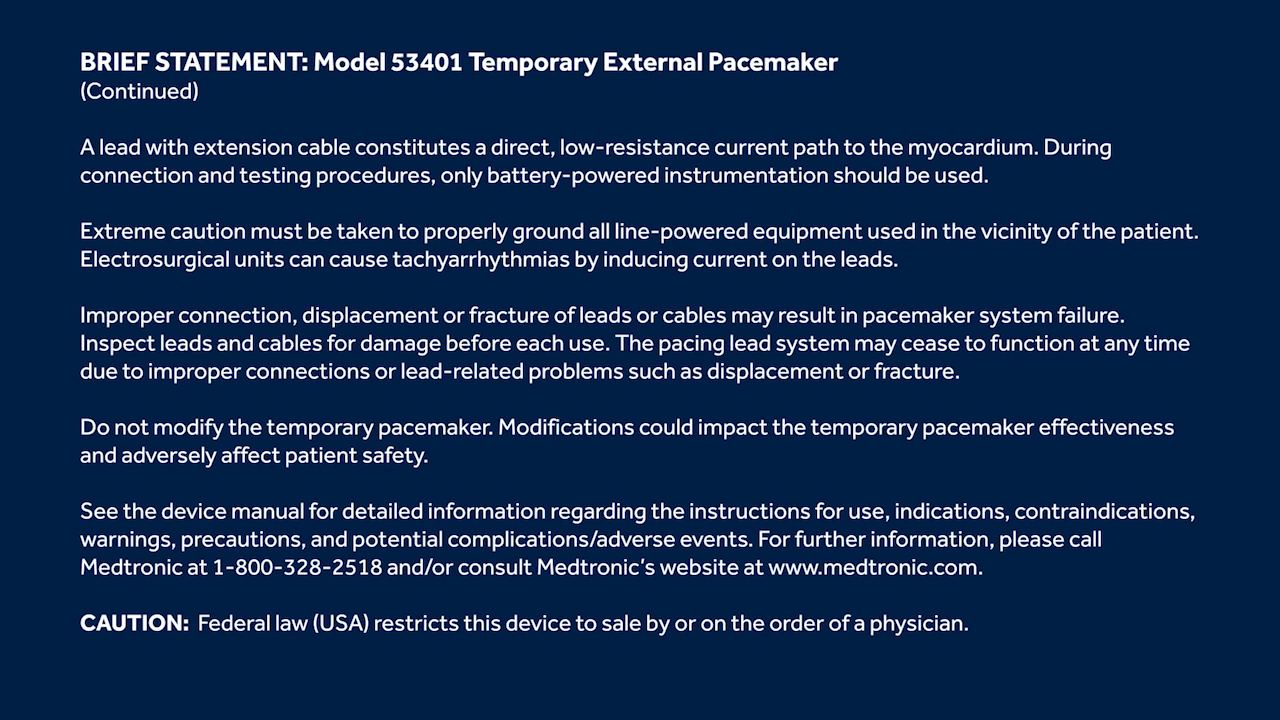 BRIEF STATEMENT: Model 53401 Temporary External Pacemaker
(Continued)
A lead with extension cable constitutes a direct, low-resistance current path to the myocardium. During
connection and testing procedures, only battery-powered instrumentation should be used.
Extreme caution must be taken to properly ground all line-powered equipment used in the vicinity of the patient.
Electrosurgical units can cause tachyarrhythmias by inducing current on the leads.
Improper connection, displacement or fracture of leads or cables may result in pacemaker system failure.
Inspect leads and cables for damage before each use. The pacing lead system may cease to function at any time
due to improper connections or lead-related problems such as displacement or fracture.
Do not modify the temporary pacemaker. Modifications could impact the temporary pacemaker effectiveness
and adversely affect patient safety.
See the device manual for detailed information regarding the instructions for use, indications, contraindications,
warnings, precautions, and potential complications/adverse events. For further information, please call
Medtronic at 1-800-328-2518 and/or consult Medtronic’s website at www.medtronic.com.
CAUTION: Federal law (USA) restricts this device to sale by or on the order of a physician.